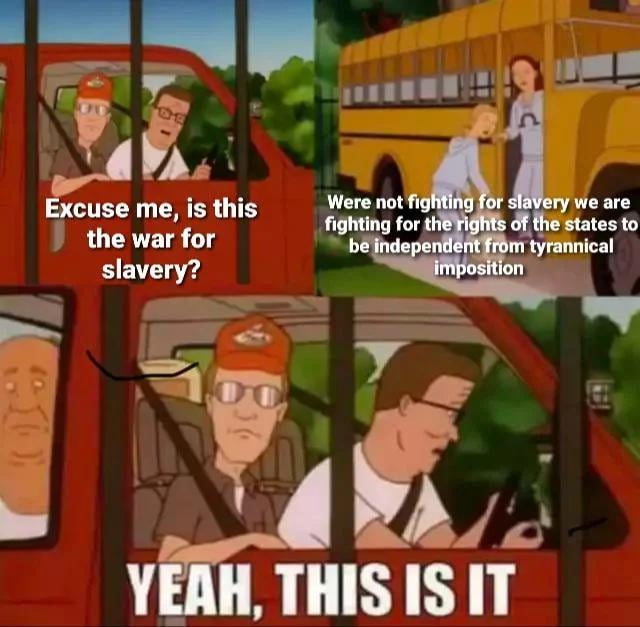 Excuse me, is this
the war for
slavery?
Were not fighting for slavery we are
fighting for the rights of the states to
be independent from tyrannical
imposition
YEAH, THIS IS IT